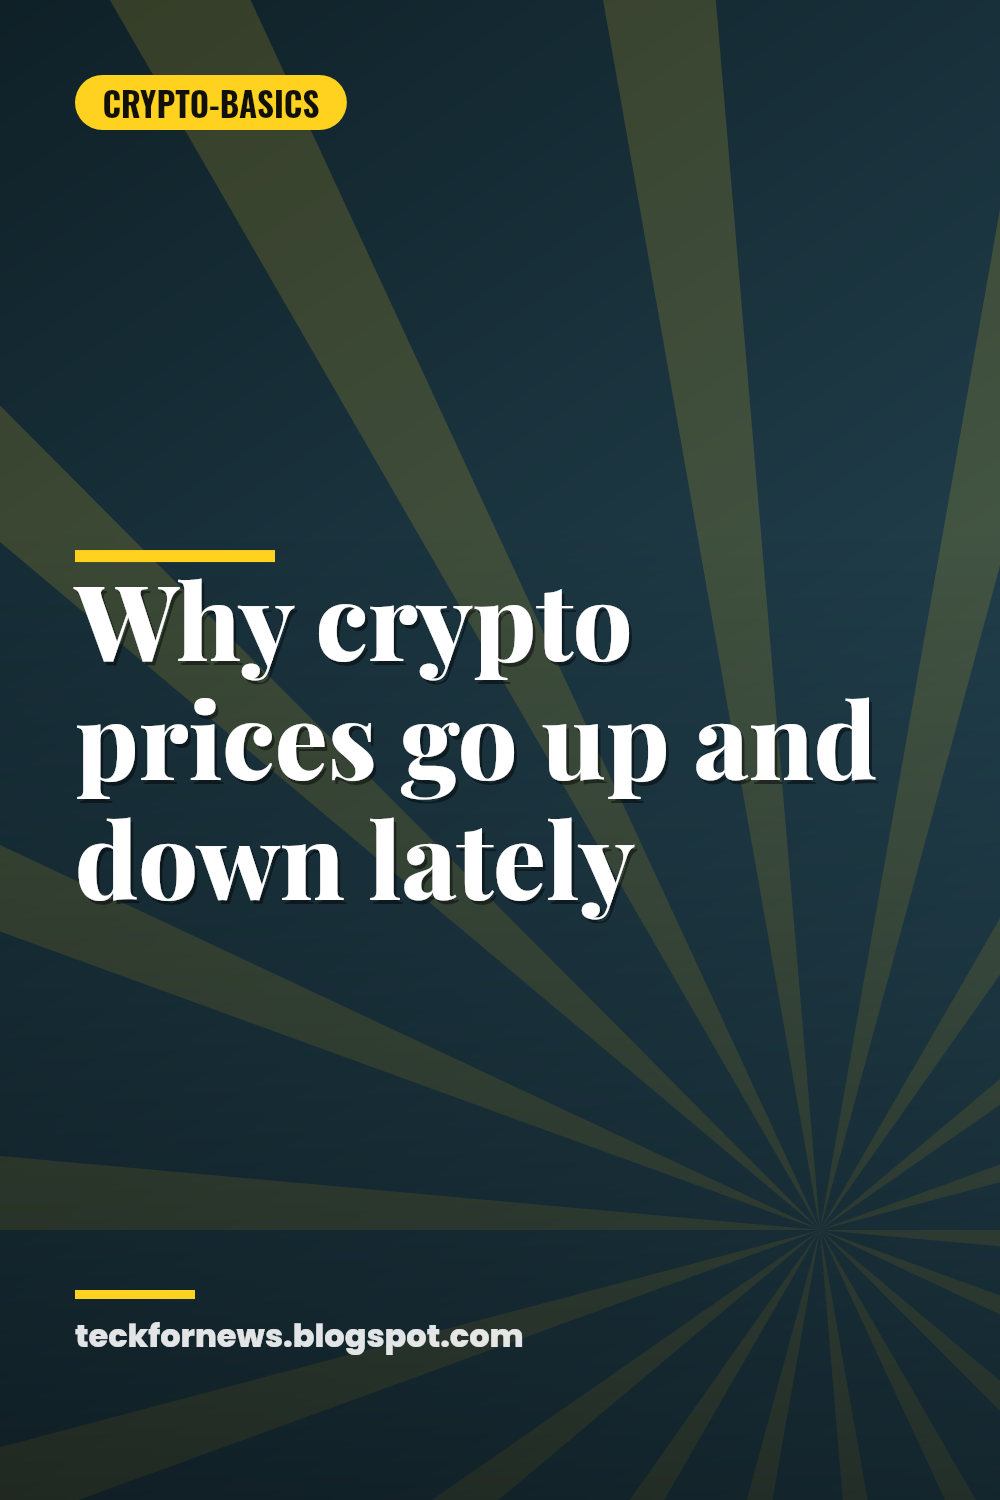 CRYPTO-BASICS
Why crypto
prices go up and
down lately
teckfornews.blogspot.com